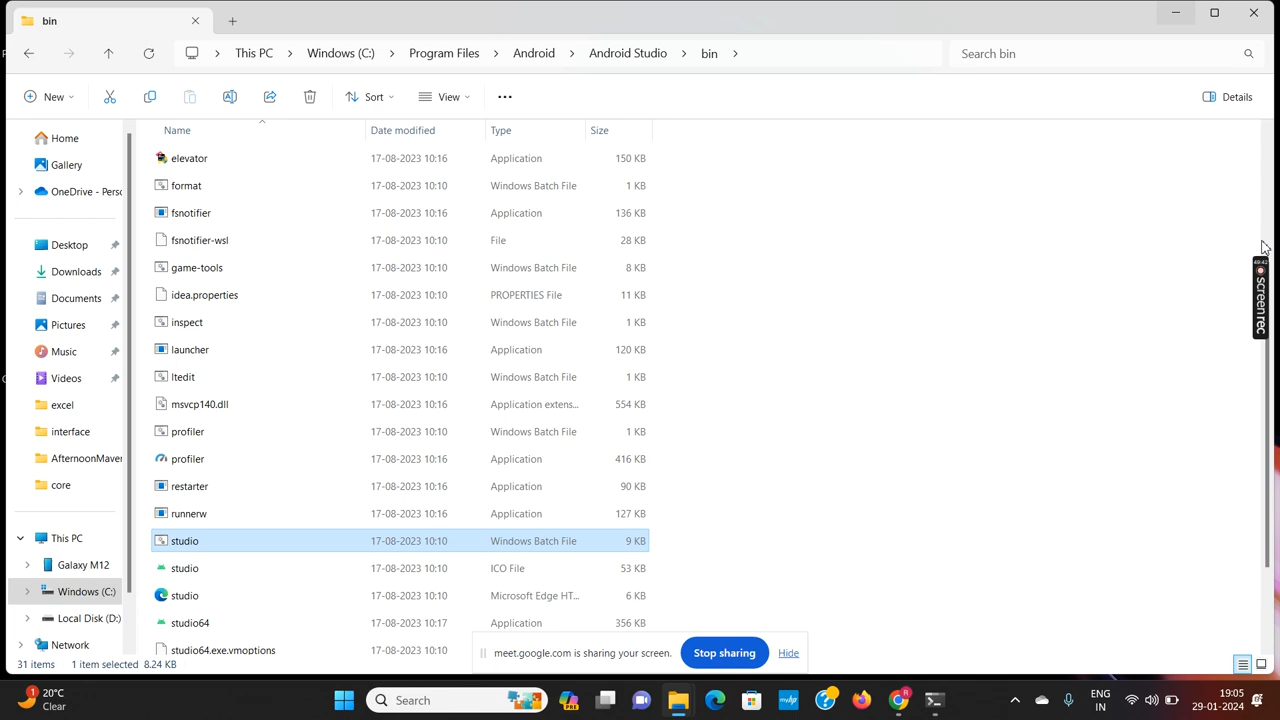 bin
This PC Windows (C:) Program Files Android Android Studio bin
Search bin
New Sort View Details
Name Date modified Type Size
elevator 17-08-2023 10:16 Application 150 KB
format 17-08-2023 10:10 Windows Batch File 1 KB
fsnotifier 17-08-2023 10:16 Application 136 KB
fsnotifier-wsl 17-08-2023 10:10 File 28 KB
game-tools 17-08-2023 10:10 Windows Batch File 8 KB
idea.properties 17-08-2023 10:10 PROPERTIES File 11 KB
inspect 17-08-2023 10:10 Windows Batch File 1 KB
launcher 17-08-2023 10:16 Application 120 KB
ltedit 17-08-2023 10:10 Windows Batch File 1 KB
msvcp140.dll 17-08-2023 10:16 Application extens... 554 KB
profiler 17-08-2023 10:10 Windows Batch File 1 KB
profiler 17-08-2023 10:16 Application 416 KB
restarter 17-08-2023 10:16 Application 90 KB
runnerw 17-08-2023 10:16 Application 127 KB
studio 17-08-2023 10:10 Windows Batch File 9 KB
studio 17-08-2023 10:10 ICO File 53 KB
studio 17-08-2023 10:10 Microsoft Edge HT... 6 KB
studio64 17-08-2023 10:17 Application 356 KB
studio64.exe.vmoptions 17-08-2023 10:10
Home
Gallery
OneDrive - Perso
Desktop
Downloads
Documents
Pictures
Music
Videos
excel
interface
AfternoonMaven
core
This PC
Galaxy M12
Windows (C:)
Local Disk (D:)
Network
31 items 1 item selected 8.24 KB
meet.google.com is sharing your screen. Stop sharing Hide
49:42
screenrec
20°C
Clear
Search
PRE
ENG
IN
19:05
29-01-2024